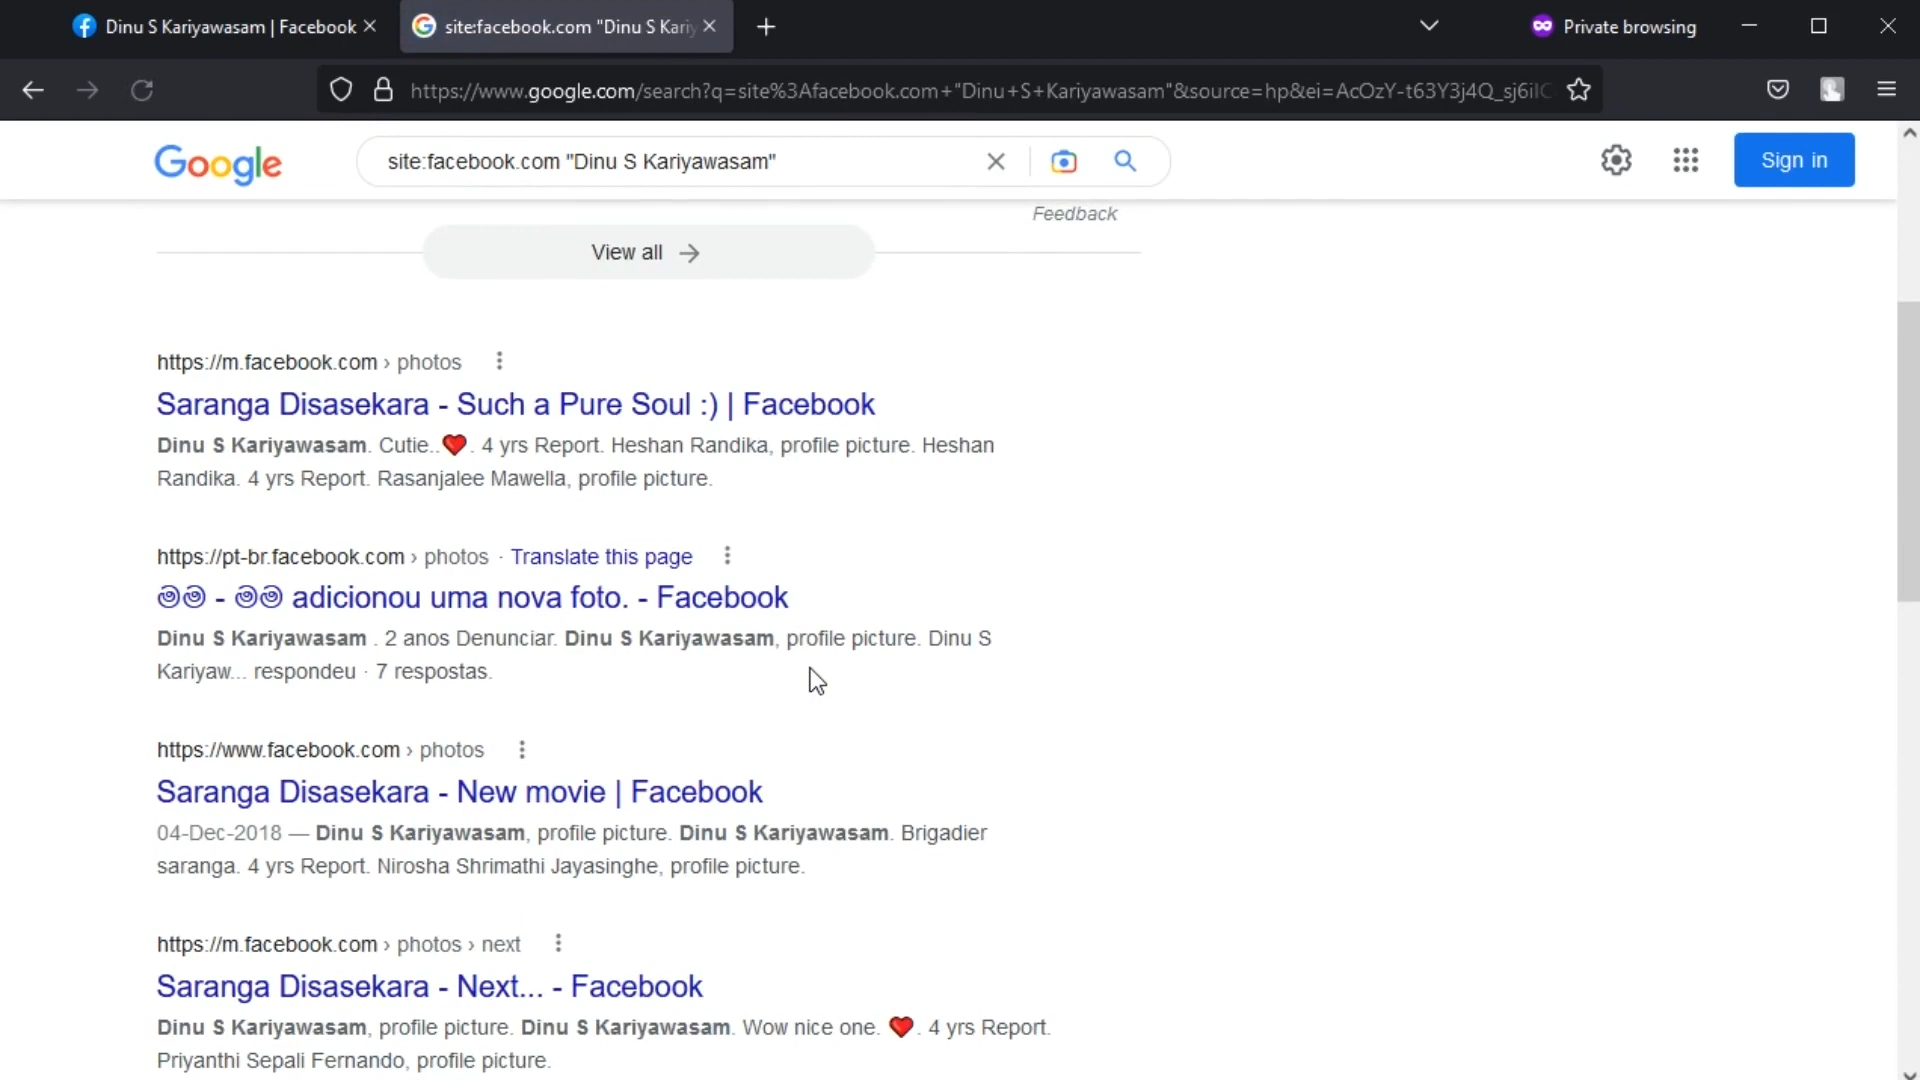 Dinu S Kariyawasam | Facebook
site:facebook.com "Dinu S Kariy
Private browsing
https://www.google.com/search?q=site%3Afacebook.com+"Dinu+S+Kariyawasam"&source=hp&ei=AcOzY-t63Y3j4Q_sj6iIC
Google
site:facebook.com "Dinu S Kariyawasam"
Sign in
Feedback
View all →
https://m.facebook.com › photos
Saranga Disasekara - Such a Pure Soul :) | Facebook
Dinu S Kariyawasam. Cutie..❤. 4 yrs Report. Heshan Randika, profile picture. Heshan
Randika. 4 yrs Report. Rasanjalee Mawella, profile picture.
https://pt-br.facebook.com › photos · Translate this page
මම - මම adicionou uma nova foto. - Facebook
Dinu S Kariyawasam . 2 anos Denunciar. Dinu S Kariyawasam, profile picture. Dinu S
Kariyaw... respondeu · 7 respostas.
https://www.facebook.com › photos
Saranga Disasekara - New movie | Facebook
04-Dec-2018 — Dinu S Kariyawasam, profile picture. Dinu S Kariyawasam. Brigadier
saranga. 4 yrs Report. Nirosha Shrimathi Jayasinghe, profile picture.
https://m.facebook.com › photos › next
Saranga Disasekara - Next... - Facebook
Dinu S Kariyawasam, profile picture. Dinu S Kariyawasam. Wow nice one. ❤. 4 yrs Report.
Priyanthi Sepali Fernando, profile picture.